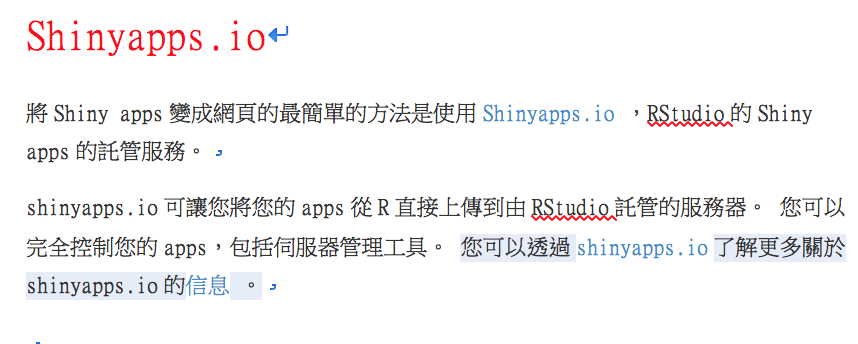 Shinyapps.io
將 Shiny apps 變成網頁的最簡單的方法是使用 Shinyapps.io ，RStudio 的 Shiny
apps 的託管服務。
shinyapps.io 可讓您將您的 apps 從 R 直接上傳到由 RStudio 託管的服務器。 您可以
完全控制您的 apps，包括伺服器管理工具。 您可以透過 shinyapps.io 了解更多關於
shinyapps.io 的信息 。